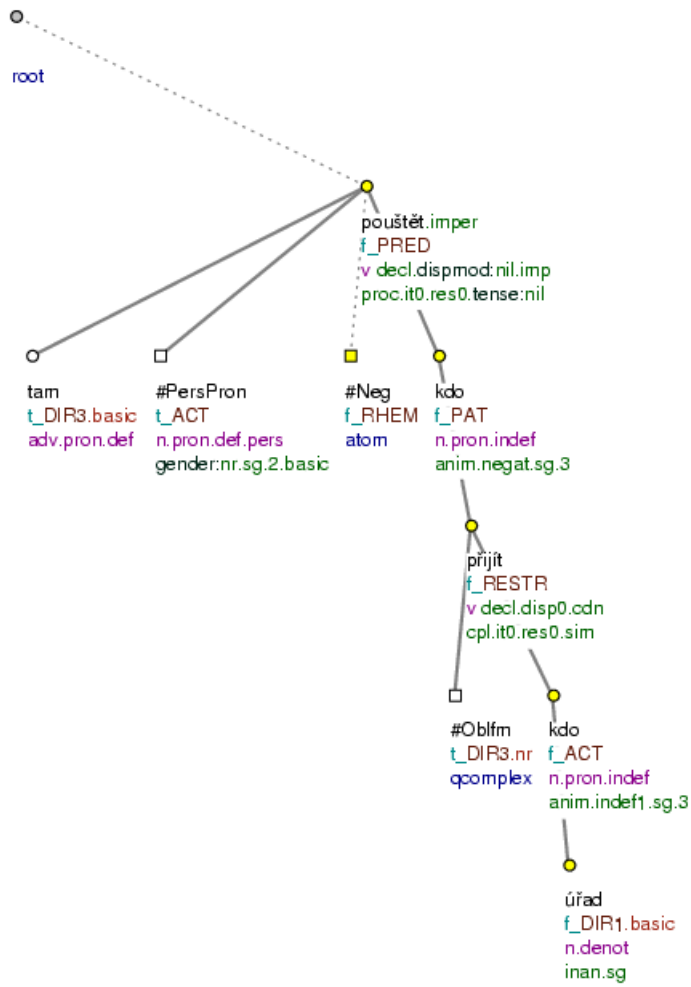 root
pouštět.imper
f_PRED
v decl.dispmod:nil.imp
proc.it0.res0.tense:nil
tam
t_DIR3.basic
adv.pron.def
#PersPron
t_ACT
n.pron.def.pers
gender:nr.sg.2.basic
#Neg
f_RHEM
atom
kdo
f_PAT
n.pron.indef
anim.negat.sg.3
přijít
f_RESTR
v decl.disp0.cdn
cpl.it0.res0.sim
#Oblfm
t_DIR3.nr
qcomplex
kdo
f_ACT
n.pron.indef
anim.indef1.sg.3
úřad
f_DIR1.basic
n.denot
inan.sg